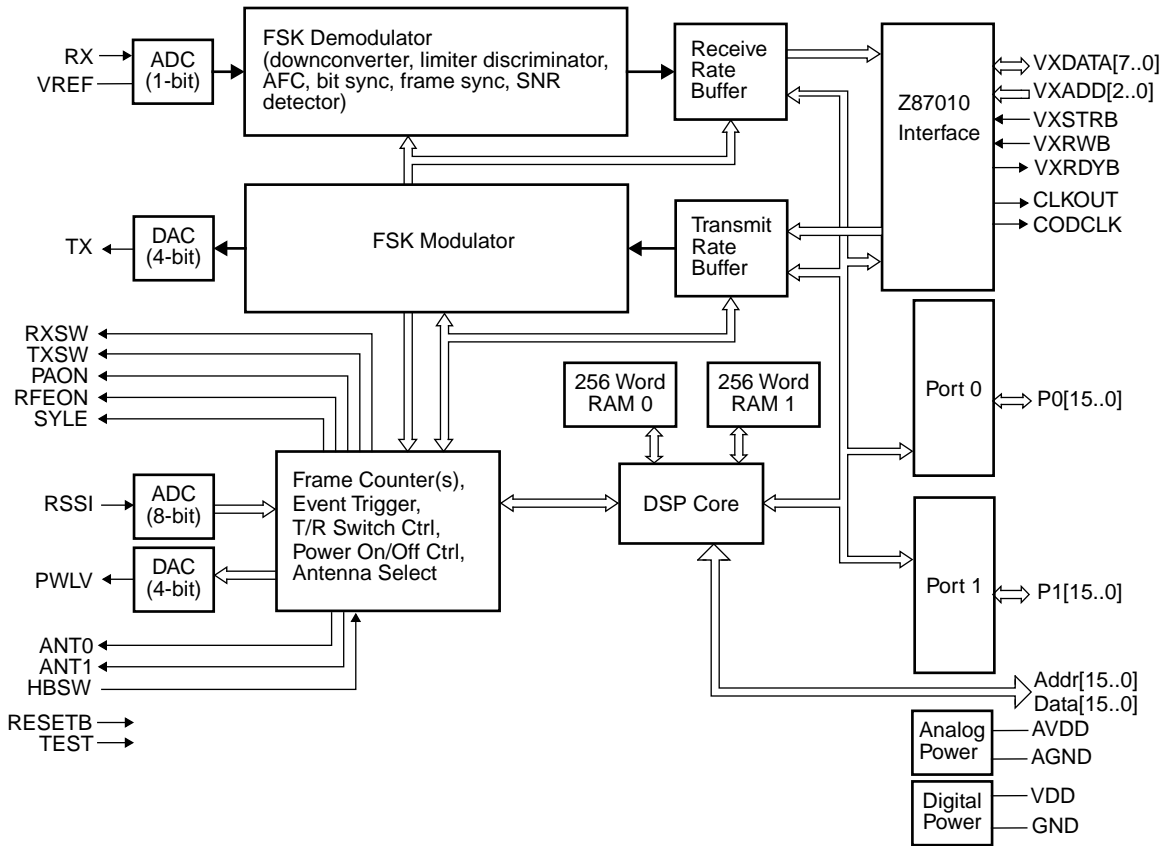 RX
VREF
ADC
(1-bit)
FSK Demodulator
(downconverter, limiter discriminator,
AFC, bit sync, frame sync, SNR
detector)
Receive
Rate
Buffer
Z87010
Interface
VXDATA[7..0]
VXADD[2..0]
VXSTRB
VXRWB
VXRDYB
CLKOUT
CODCLK
TX
DAC
(4-bit)
FSK Modulator
Transmit
Rate
Buffer
RXSW
TXSW
PAON
RFEON
SYLE
256 Word
RAM 0
256 Word
RAM 1
Port 0
P0[15..0]
RSSI
ADC
(8-bit)
Frame Counter(s),
Event Trigger,
T/R Switch Ctrl,
Power On/Off Ctrl,
Antenna Select
DSP Core
PWLV
DAC
(4-bit)
Port 1
P1[15..0]
ANT0
ANT1
HBSW
RESETB
TEST
Addr[15..0]
Data[15..0]
Analog
Power
AVDD
AGND
Digital
Power
VDD
GND